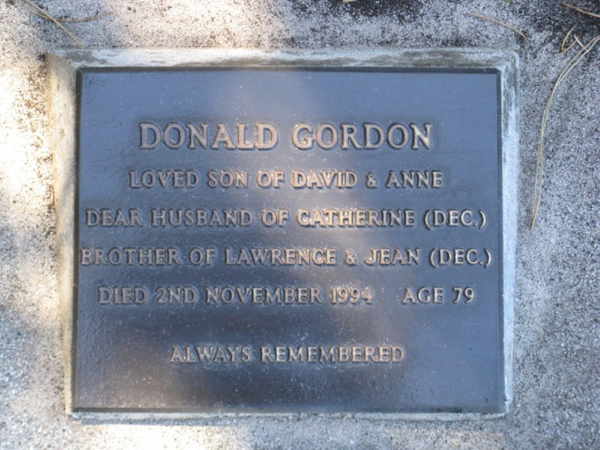 DONALD GORDON
LOVED SON OF DAVID & ANNE
DEAR HUSBAND OF CATHERINE (DEC.)
BROTHER OF LAWRENCE & JEAN (DEC.)
DIED 2ND NOVEMBER 1994 AGE 79
ALWAYS REMEMBERED